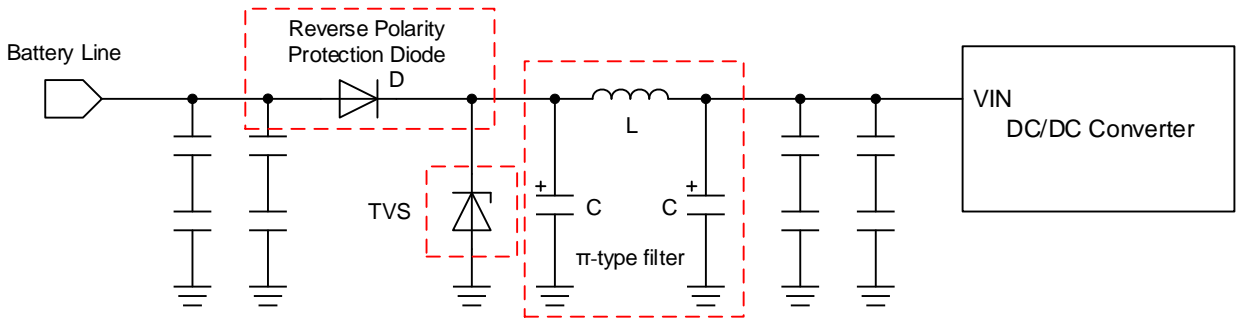 Reverse Polarity
Protection Diode
D
Battery Line
VIN
DC/DC Converter
L
TVS
+
C
+
C
π-type filter